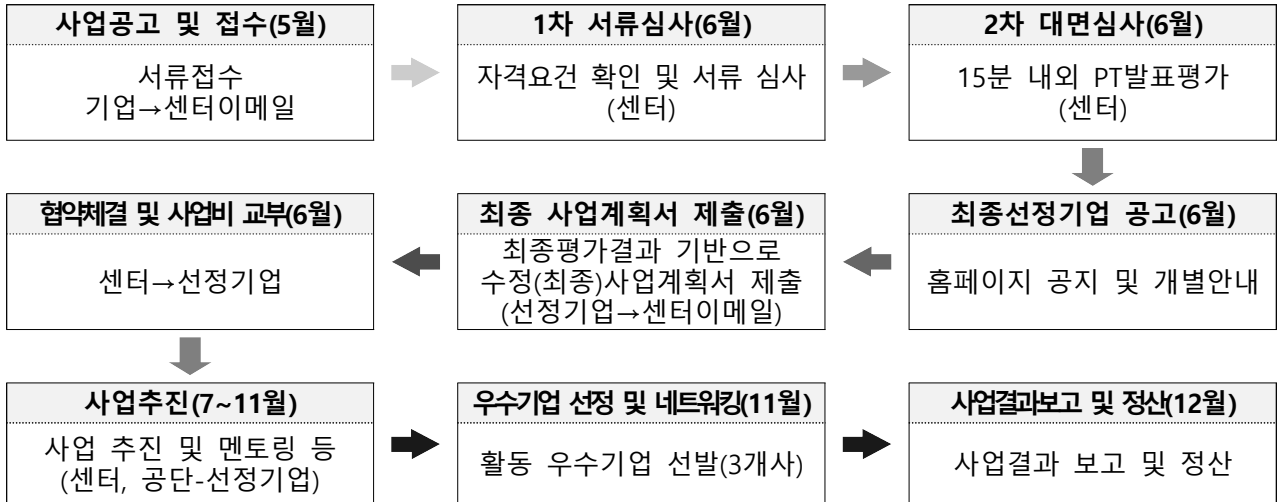 사업공고 및 접수(5월)
서류접수
기업→센터이메일
1차 서류심사(6월)
자격요건 확인 및 서류 심사
(센터)
2차 대면심사(6월)
15분 내외 PT발표평가
(센터)
최종선정기업 공고(6월)
홈페이지 공지 및 개별안내
최종 사업계획서 제출(6월)
최종평가결과 기반으로
수정(최종)사업계획서 제출
(선정기업→센터이메일)
협약체결 및 사업비 교부(6월)
센터→선정기업
사업추진(7~11월)
사업 추진 및 멘토링 등
(센터, 공단-선정기업)
우수기업 선정 및 네트워킹(11월)
활동 우수기업 선발(3개사)
사업결과보고 및 정산(12월)
사업결과 보고 및 정산